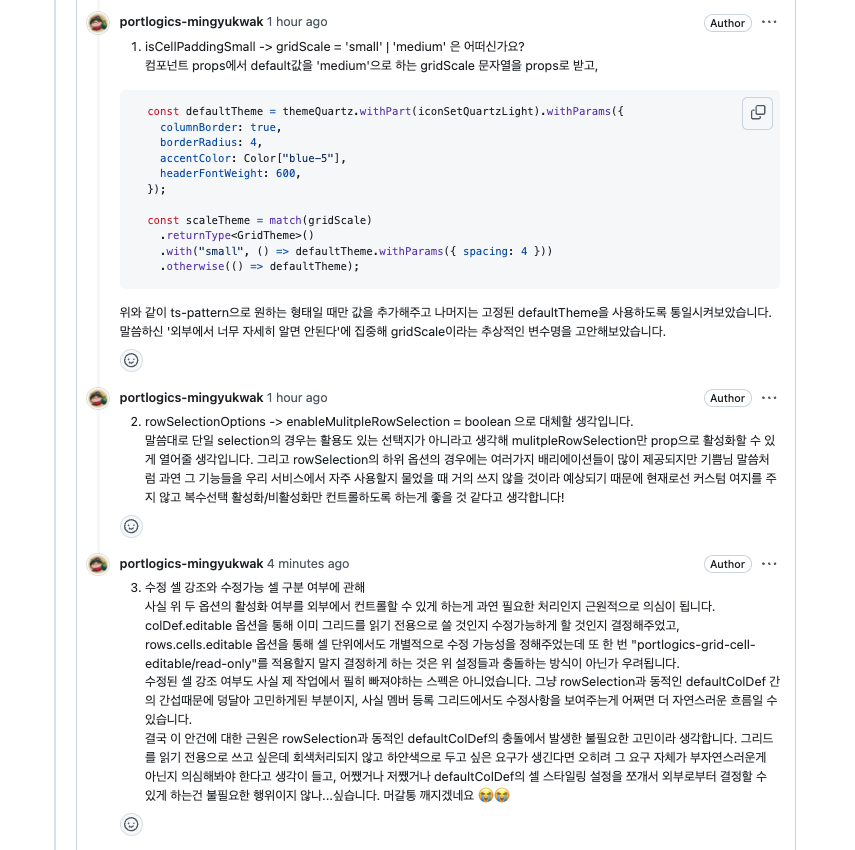 portlogics-mingyukwak 1 hour ago Author
1. isCellPaddingSmall -> gridScale = 'small' | 'medium' 은 어떠신가요?
컴포넌트 props에서 default값을 'medium'으로 하는 gridScale 문자열을 props로 받고,
const defaultTheme = themeQuartz.withPart(iconSetQuartzLight).withParams({
columnBorder: true,
borderRadius: 4,
accentColor: Color["blue-5"],
headerFontWeight: 600,
});
const scaleTheme = match(gridScale)
.returnType<GridTheme>()
.with("small", () => defaultTheme.withParams({ spacing: 4 }))
.otherwise(() => defaultTheme);
위와 같이 ts-pattern으로 원하는 형태일 때만 값을 추가해주고 나머지는 고정된 defaultTheme을 사용하도록 통일시켜보았습니다.
말씀하신 '외부에서 너무 자세히 알면 안된다'에 집중해 gridScale이라는 추상적인 변수명을 고안해보았습니다.
portlogics-mingyukwak 1 hour ago Author
2. rowSelectionOptions -> enableMulitpleRowSelection = boolean 으로 대체할 생각입니다.
말씀대로 단일 selection의 경우는 활용도 있는 선택지가 아니라고 생각해 mulitpleRowSelection만 prop으로 활성화할 수 있
게 열어줄 생각입니다. 그리고 rowSelection의 하위 옵션의 경우에는 여러가지 배리에이션들이 많이 제공되지만 기쁨님 말씀처
럼 과연 그 기능들을 우리 서비스에서 자주 사용할지 물었을 때 거의 쓰지 않을 것이라 예상되기 때문에 현재로선 커스텀 여지를 주
지 않고 복수선택 활성화/비활성화만 컨트롤하도록 하는게 좋을 것 같다고 생각합니다!
portlogics-mingyukwak 4 minutes ago Author
3. 수정 셀 강조와 수정가능 셀 구분 여부에 관해
사실 위 두 옵션의 활성화 여부를 외부에서 컨트롤할 수 있게 하는게 과연 필요한 처리인지 근원적으로 의심이 됩니다.
colDef.editable 옵션을 통해 이미 그리드를 읽기 전용으로 쓸 것인지 수정가능하게 할 것인지 결정해주었고,
rows.cells.editable 옵션을 통해 셀 단위에서도 개별적으로 수정 가능성을 정해주었는데 또 한 번 "portlogics-grid-cell-
editable/read-only"를 적용할지 말지 결정하게 하는 것은 위 설정들과 충돌하는 방식이 아닌가 우려됩니다.
수정된 셀 강조 여부도 사실 제 작업에서 필히 빠져야하는 스펙은 아니었습니다. 그냥 rowSelection과 동적인 defaultColDef 간
의 간섭때문에 덩달아 고민하게된 부분이지, 사실 멤버 등록 그리드에서도 수정사항을 보여주는게 어쩌면 더 자연스러운 흐름일 수
있습니다.
결국 이 안건에 대한 근원은 rowSelection과 동적인 defaultColDef의 충돌에서 발생한 불필요한 고민이라 생각합니다. 그리드
를 읽기 전용으로 쓰고 싶은데 회색처리되지 않고 하얀색으로 두고 싶은 요구가 생긴다면 오히려 그 요구 자체가 부자연스러운게
아닌지 의심해봐야 한다고 생각이 들고, 어쨌거나 저쨌거나 defaultColDef의 셀 스타일링 설정을 쪼개서 외부로부터 결정할 수
있게 하는건 불필요한 행위이지 않나...싶습니다. 머갈통 깨지겠네요 😭😭